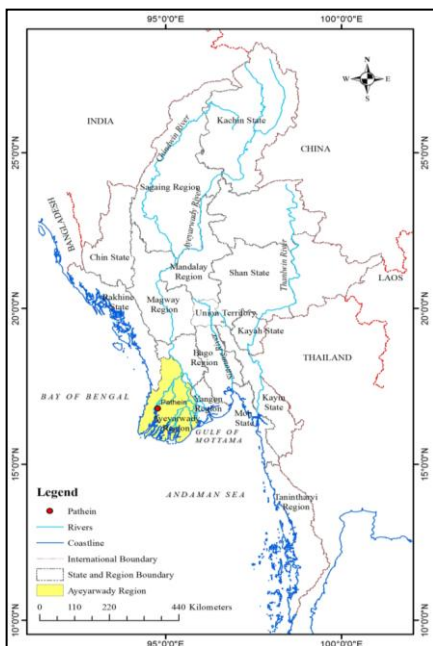 95°0'0"E 100°0'0"E
N
W E
S
INDIA
Kachin State
Chindwin River
CHINA
25°0'0"N 25°0'0"N
Sagaing Region
Ayeyarwady River
BANGLADESH
Chin State
Mandalay
Region
Shan State
Thanlwin River
LAOS
20°0'0"N 20°0'0"N
Rakhine
State
Magway
Region
Union Territory
Kayah State
THAILAND
Bago
Region
BAY OF BENGAL
Pathein
Yangon
Region
Ayeyarwady
Region
Mon
State
Kayin
State
GULF OF
MOTTAMA
15°0'0"N 15°0'0"N
ANDAMAN SEA
Tanintharyi
Region
Legend
Pathein
Rivers
Coastline
International Boundary
State and Region Boundary
Ayeyarwady Region
110 55 0 110 220 330 440 Kilometers
10°0'0"N 10°0'0"N
95°0'0"E 100°0'0"E